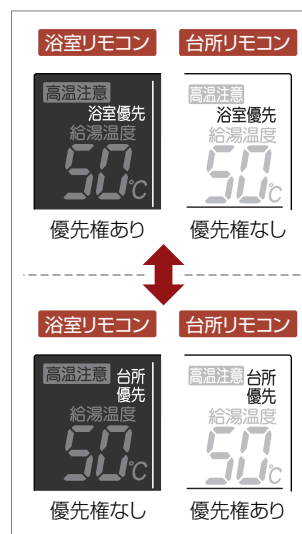 浴室リモコン
台所リモコン
高温注意
浴室優先
給湯温度
50℃
高温注意
浴室優先
給湯温度
50℃
優先権あり
優先権なし
浴室リモコン
台所リモコン
高温注意 台所
優先
給湯温度
50℃
高温注意 台所
優先
給湯温度
50℃
優先権なし
優先権あり